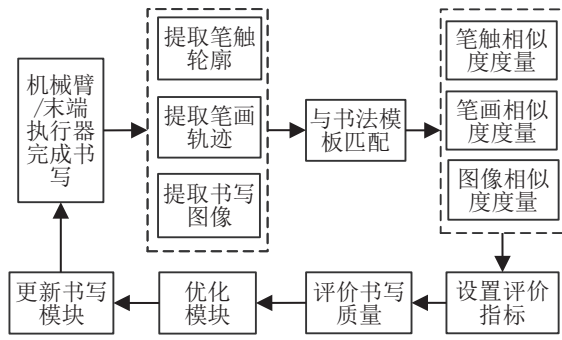 机械臂
/末端
执行器
完成书
写
提取笔触
轮廓
提取笔画
轨迹
提取书写
图像
与书法模
板匹配
笔触相似
度度量
笔画相似
度度量
图像相似
度度量
设置评价
指标
评价书写
质量
优化
模块
更新书写
模块